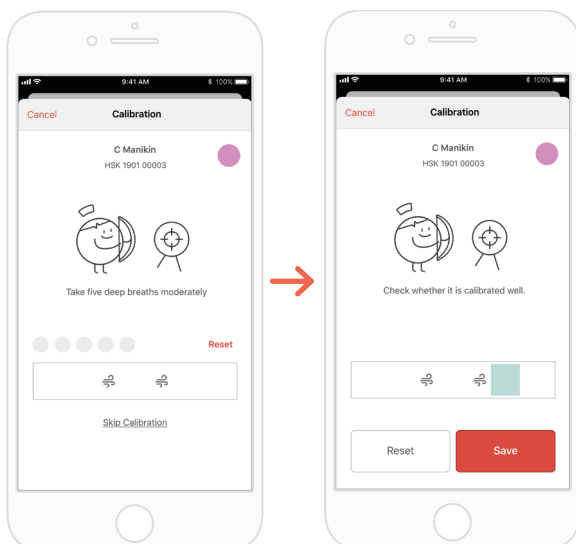 9:41 AM
100%
Cancel
Calibration
C Manikin
HSK 1901 00003
Take five deep breaths moderately
Reset
Skip Calibration
9:41 AM
100%
Cancel
Calibration
C Manikin
HSK 1901 00003
Check whether it is calibrated well.
Reset
Save